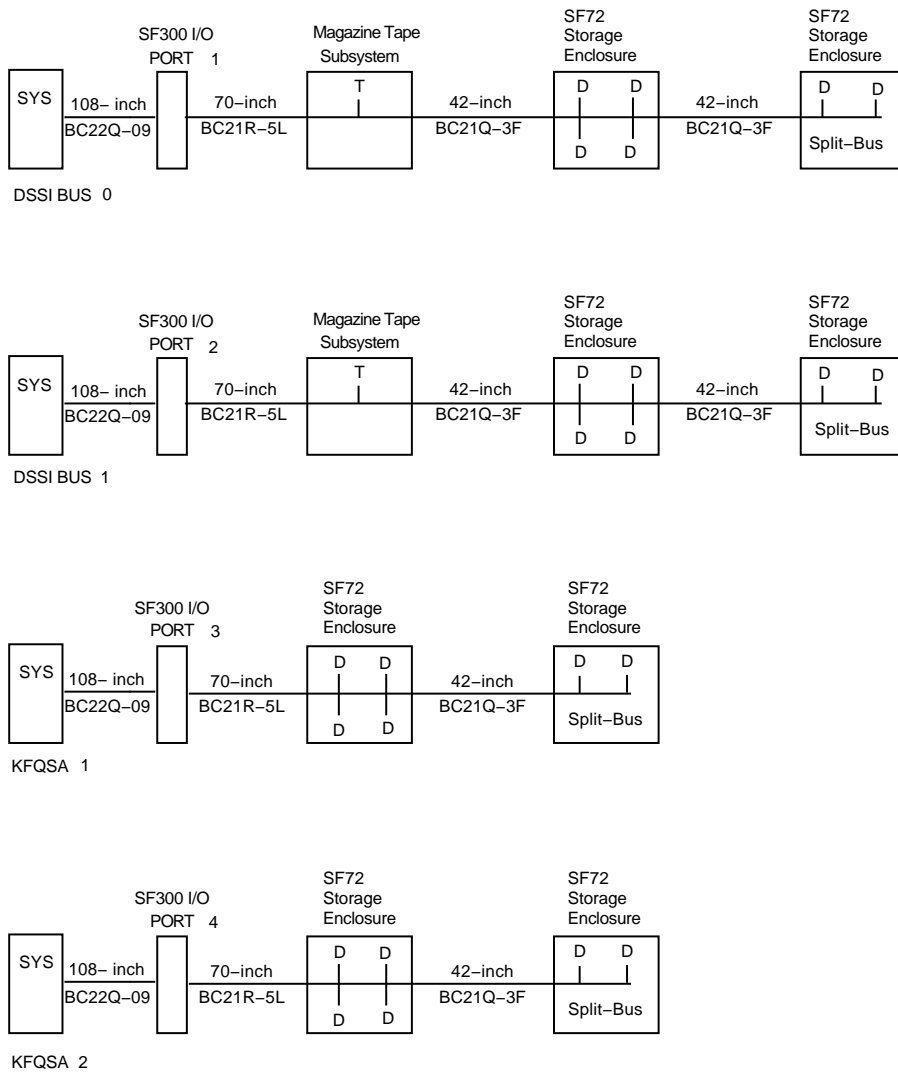 SF72 SF72
SF300 I/O Magazine Tape Storage Storage
PORT 1 Subsystem Enclosure Enclosure
SYS 108− inch 70−inch T 42−inch D D 42−inch D D
BC22Q−09 BC21R−5L BC21Q−3F D D BC21Q−3F Split−Bus
DSSI BUS 0
SF72 SF72
SF300 I/O Magazine Tape Storage Storage
PORT 2 Subsystem Enclosure Enclosure
SYS 108− inch 70−inch T 42−inch D D 42−inch D D
BC22Q−09 BC21R−5L BC21Q−3F D D BC21Q−3F Split−Bus
DSSI BUS 1
SF72 SF72
SF300 I/O Storage Storage
PORT 3 Enclosure Enclosure
SYS 108− inch 70−inch D D 42−inch D D
BC22Q−09 BC21R−5L D D BC21Q−3F Split−Bus
KFQSA 1
SF72 SF72
SF300 I/O Storage Storage
PORT 4 Enclosure Enclosure
SYS 108− inch 70−inch D D 42−inch D D
BC22Q−09 BC21R−5L D D BC21Q−3F Split−Bus
KFQSA 2